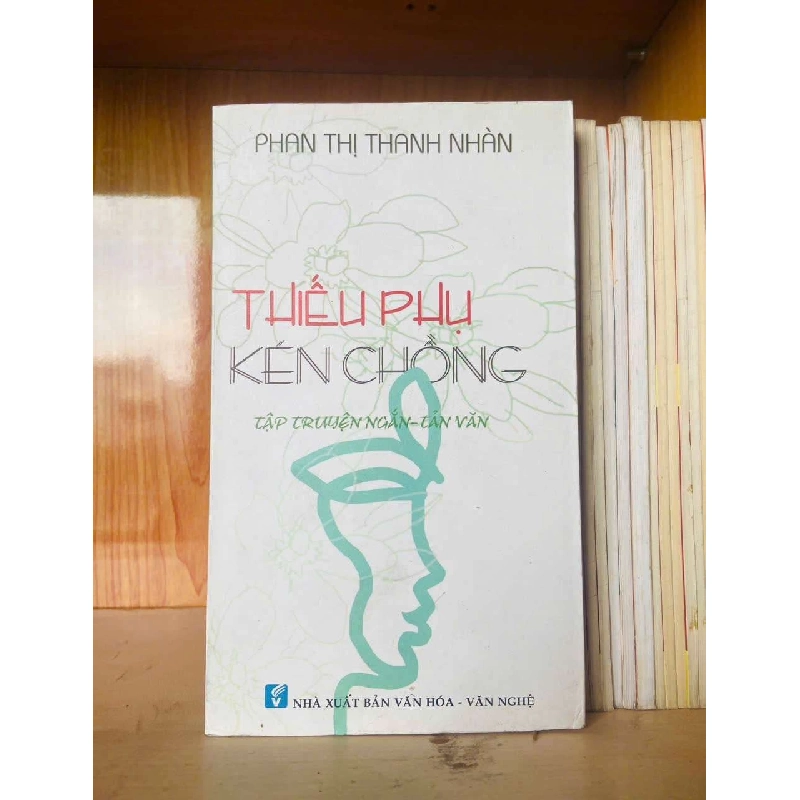 PHAN THỊ THANH NHÀN
THIẾU PHỤ
KÉN CHỒNG
TẬP TRUYỆN NGẮN-TẢN VĂN
V
NHÀ XUẤT BẢN VĂN HÓA - VĂN NGHỆ